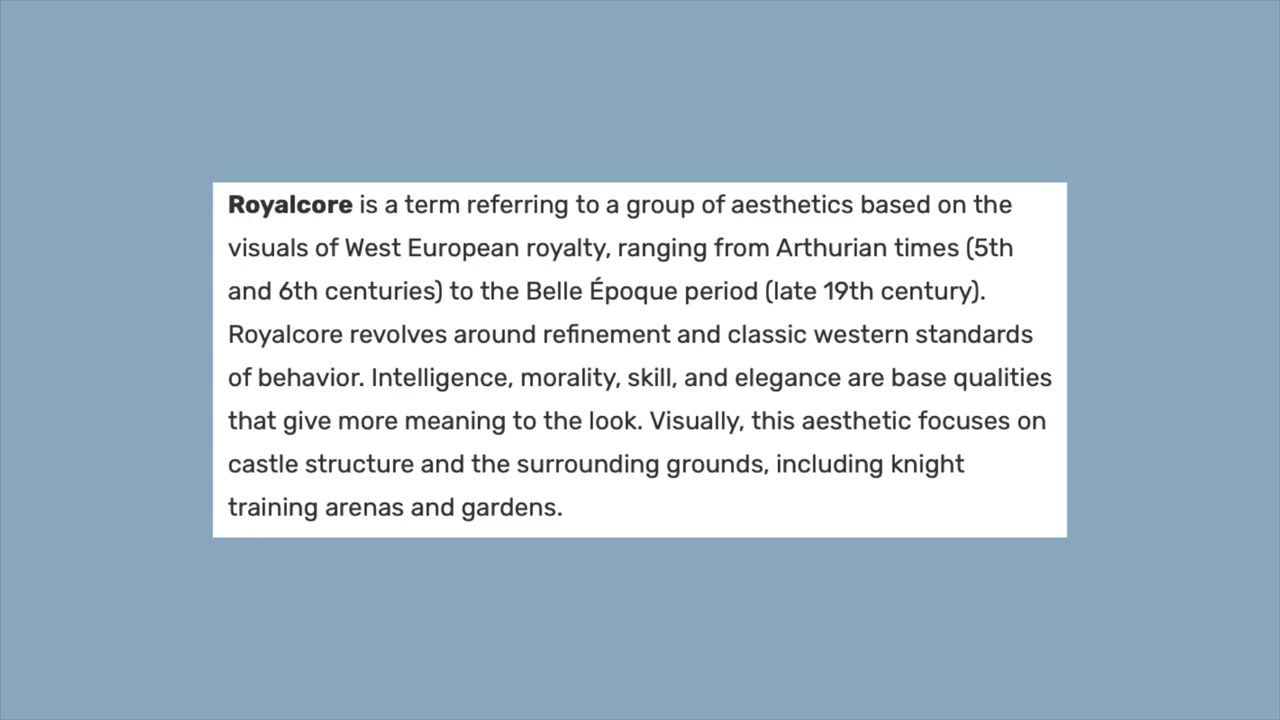 Royalcore is a term referring to a group of aesthetics based on the
visuals of West European royalty, ranging from Arthurian times (5th
and 6th centuries) to the Belle Époque period (late 19th century).
Royalcore revolves around refinement and classic western standards
of behavior. Intelligence, morality, skill, and elegance are base qualities
that give more meaning to the look. Visually, this aesthetic focuses on
castle structure and the surrounding grounds, including knight
training arenas and gardens.